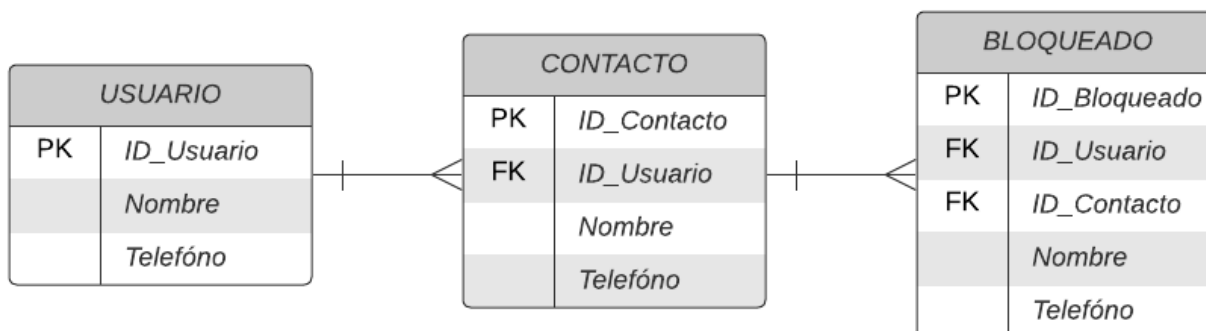 USUARIO
PK ID_Usuario
Nombre
Telefóno
CONTACTO
PK ID_Contacto
FK ID_Usuario
Nombre
Telefóno
BLOQUEADO
PK ID_Bloqueado
FK ID_Usuario
FK ID_Contacto
Nombre
Telefóno